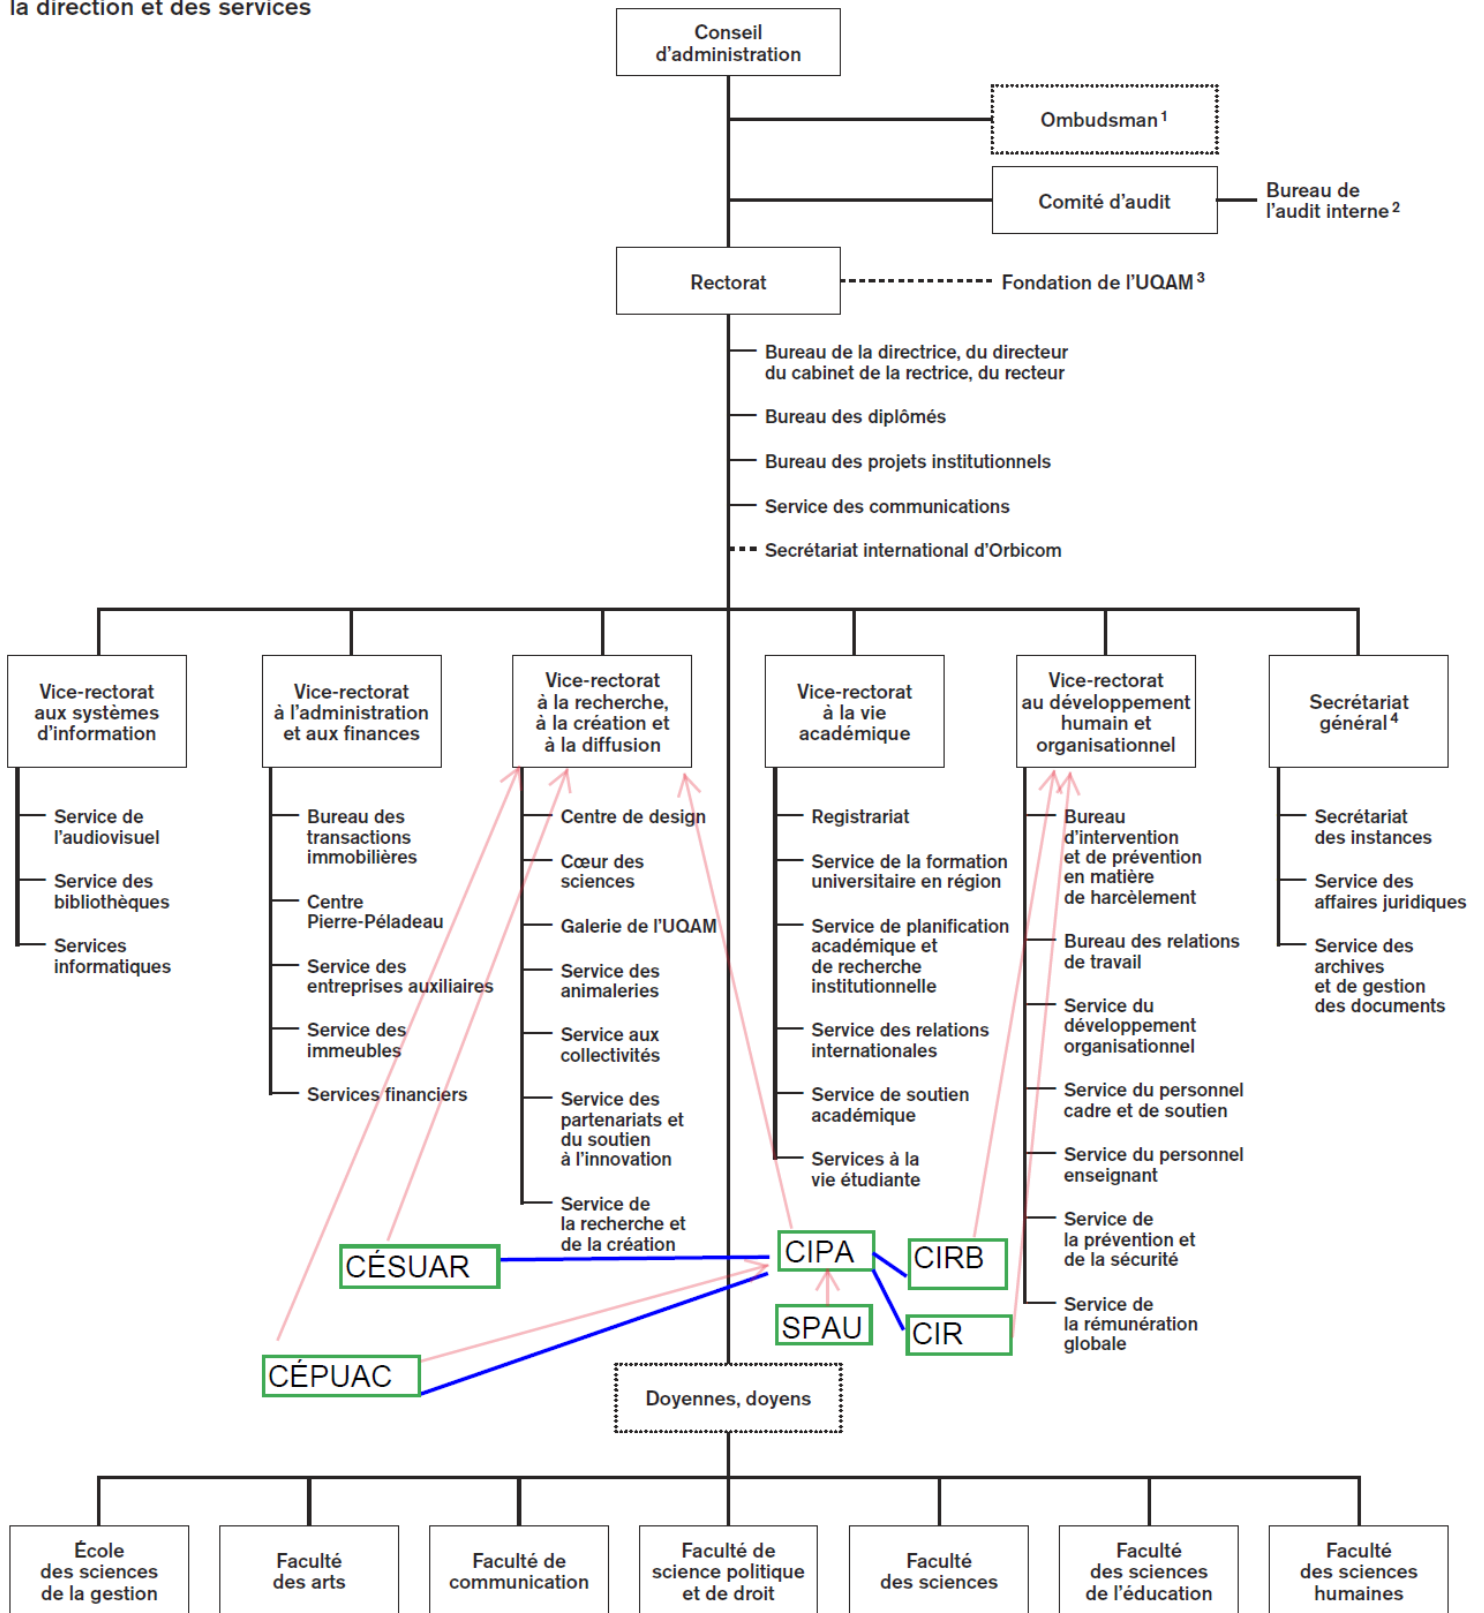 la direction et des services
Conseil
d'administration
Ombudsman 1
Comité d'audit
Bureau de
l'audit interne 2
Rectorat
Fondation de l'UQAM 3
Bureau de la directrice, du directeur
du cabinet de la rectrice, du recteur
Bureau des diplômés
Bureau des projets institutionnels
Service des communications
Secrétariat international d'Orbicom
Vice-rectorat
aux systèmes
d'information
Service de
l'audiovisuel
Service des
bibliothèques
Services
informatiques
Vice-rectorat
à l'administration
et aux finances
Bureau des
transactions
immobilières
Centre
Pierre-Péladeau
Service des
entreprises auxiliaires
Service des
immeubles
Services financiers
Vice-rectorat
à la recherche,
à la création et
à la diffusion
Centre de design
Cœur des
sciences
Galerie de l'UQAM
Service des
animaleries
Service aux
collectivités
Service des
partenariats et
du soutien
à l'innovation
Service de
la recherche et
de la création
Vice-rectorat
à la vie
académique
Registrariat
Service de la formation
universitaire en région
Service de planification
académique et
de recherche
institutionnelle
Service des relations
internationales
Service de soutien
académique
Services à la
vie étudiante
Vice-rectorat
au développement
humain et
organisationnel
Bureau
d'intervention
et de prévention
en matière
de harcèlement
Bureau des relations
de travail
Service du
développement
organisationnel
Service du personnel
cadre et de soutien
Service du personnel
enseignant
Service de
la prévention et
de la sécurité
Service de
la rémunération
globale
Secrétariat
général 4
Secrétariat
des instances
Service des
affaires juridiques
Service des
archives
et de gestion
des documents
CÉSUAR
CIPA
CIRB
SPAU
CIR
CÉPUAC
Doyennes, doyens
École
des sciences
de la gestion
Faculté
des arts
Faculté de
communication
Faculté de
science politique
et de droit
Faculté
des sciences
Faculté
des sciences
de l'éducation
Faculté
des sciences
humaines